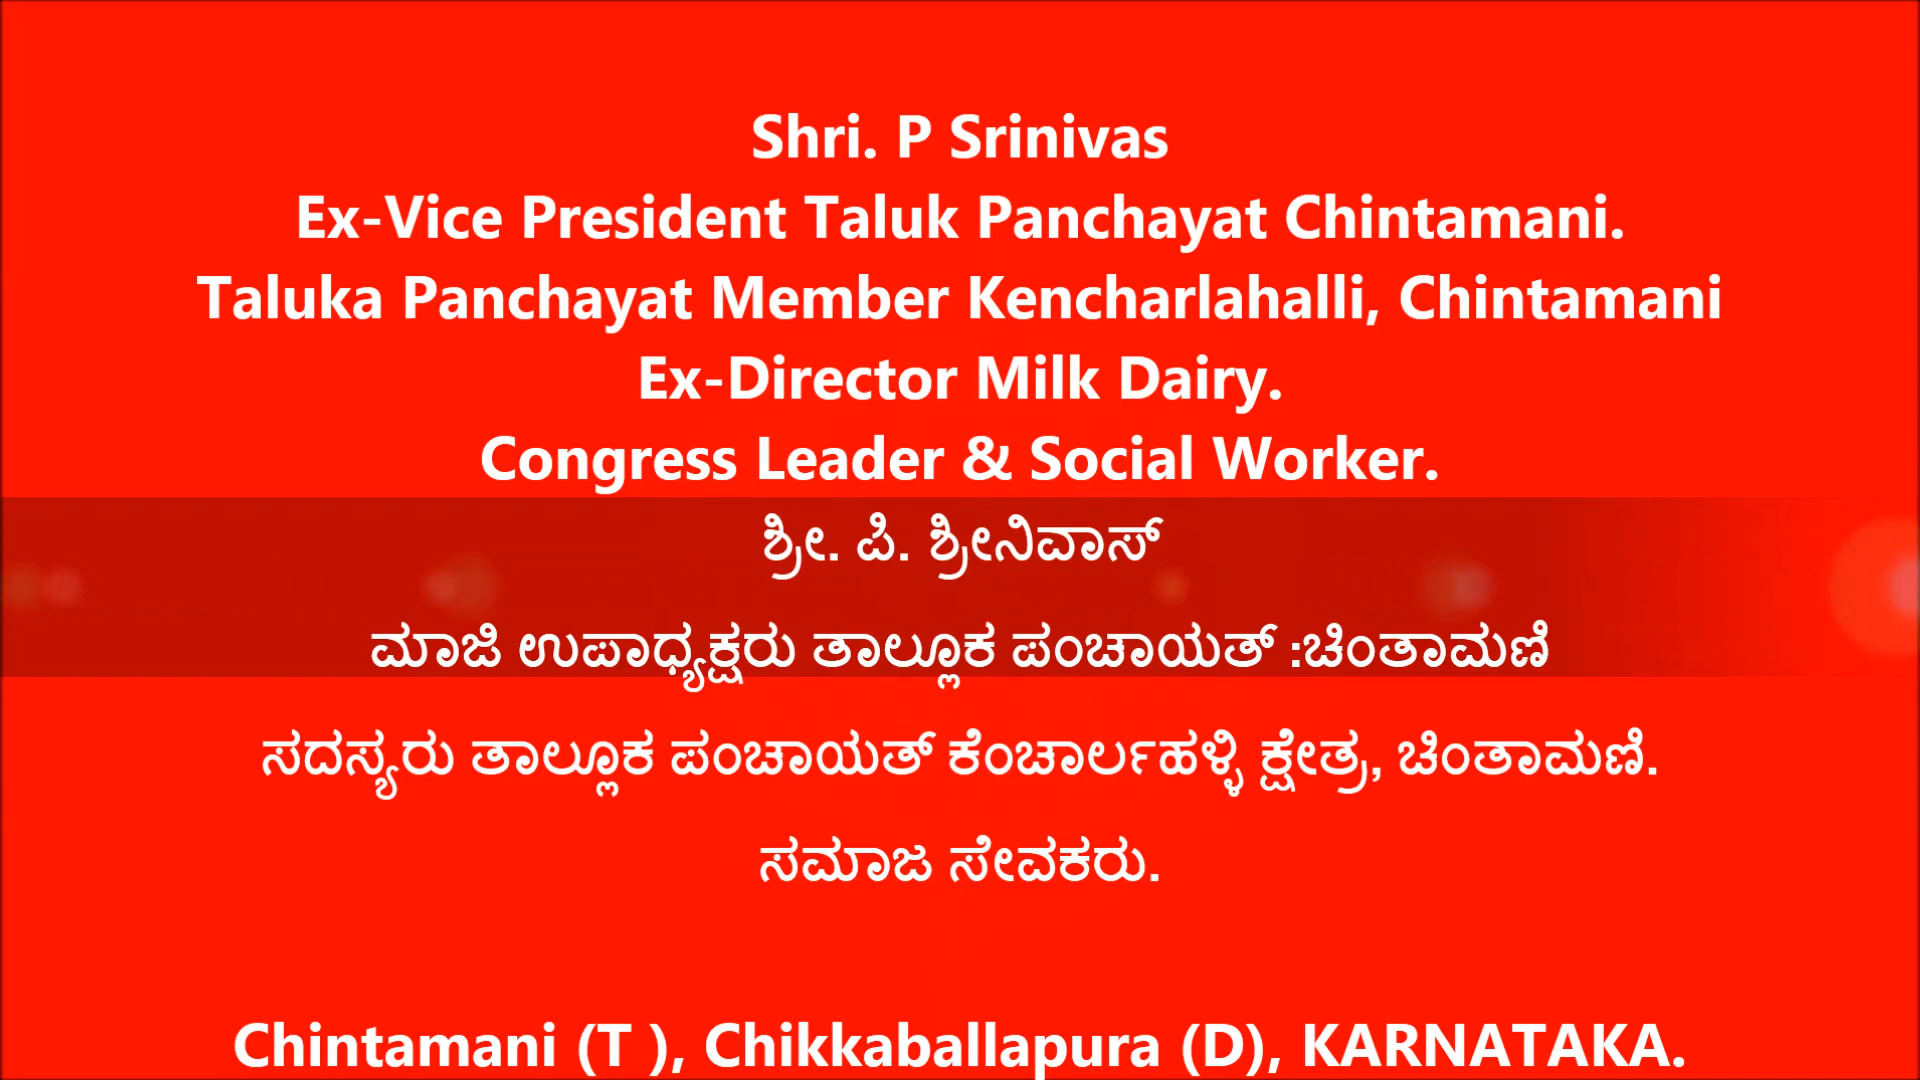 Shri. P Srinivas
Ex-Vice President Taluk Panchayat Chintamani.
Taluka Panchayat Member Kencharlahalli, Chintamani
Ex-Director Milk Dairy.
Congress Leader & Social Worker.
ಶ್ರೀ. ಪಿ. ಶ್ರೀನಿವಾಸ್
ಮಾಜಿ ಉಪಾಧ್ಯಕ್ಷರು ತಾಲ್ಲೂಕ ಪಂಚಾಯತ್ :ಚಿಂತಾಮಣಿ
ಸದಸ್ಯರು ತಾಲ್ಲೂಕ ಪಂಚಾಯತ್ ಕೆಂಚಾರ್ಲಹಳ್ಳಿ ಕ್ಷೇತ್ರ, ಚಿಂತಾಮಣಿ.
ಸಮಾಜ ಸೇವಕರು.
Chintamani (T ), Chikkaballapura (D), KARNATAKA.